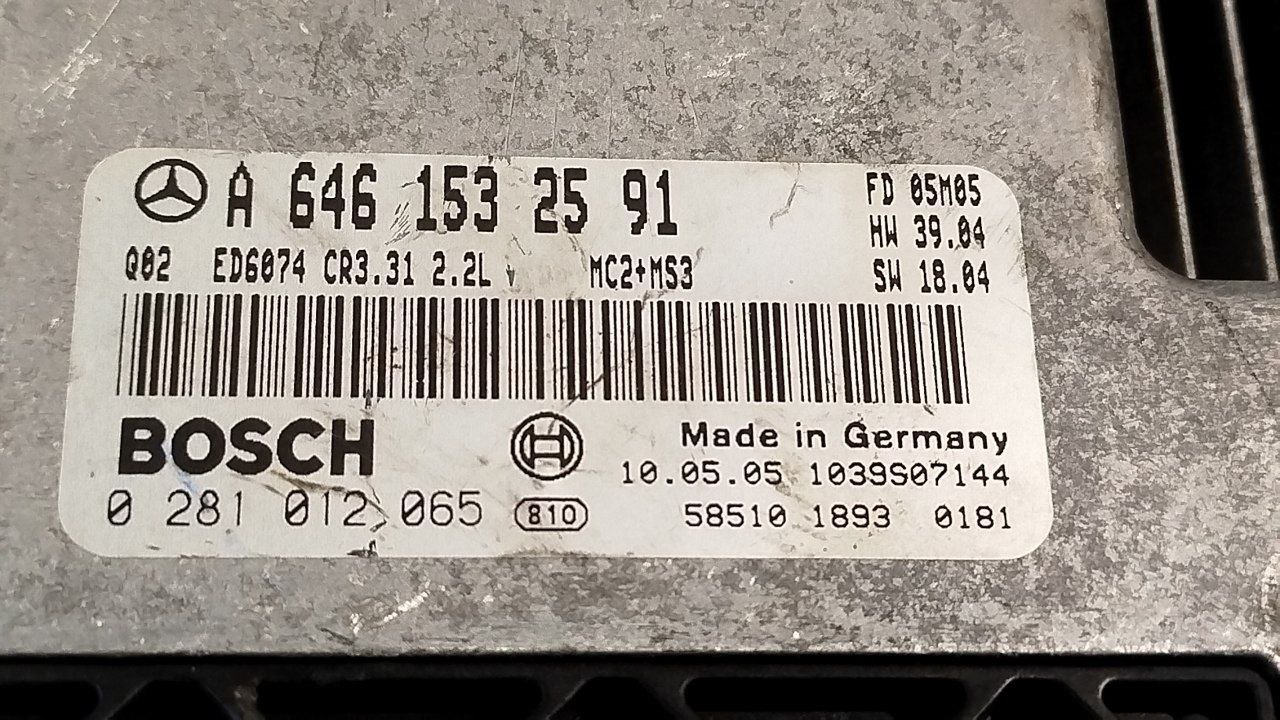 A 646 153 25 91
FD 05M05
HW 39.04
Q02 ED6074 CR3.31 2.2L MC2+MS3
SW 18.04
BOSCH
Made in Germany
10.05.05 1039S07144
0 281 012 065 810 58510 1893 0181